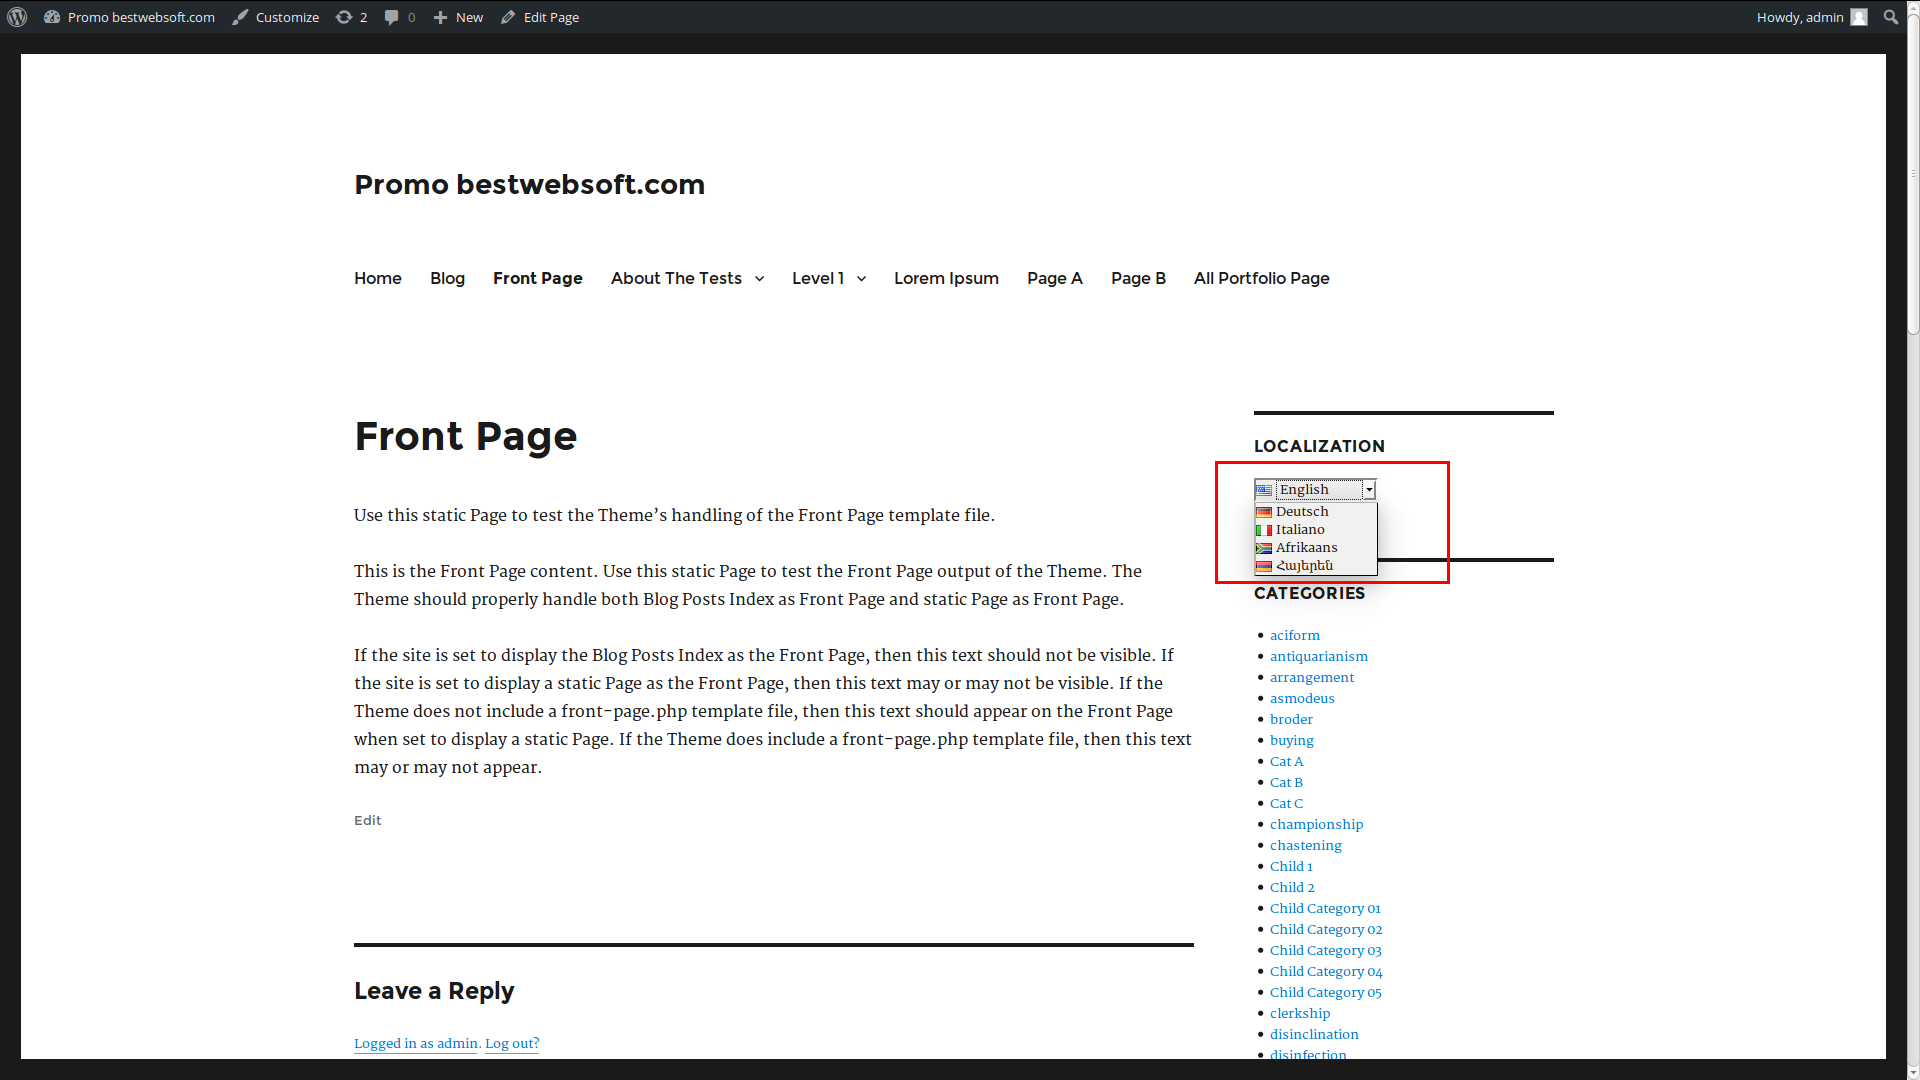 Promo bestwebsoft.com Customize 2 0 New Edit Page Howdy, admin
Promo bestwebsoft.com
Home Blog Front Page About The Tests Level 1 Lorem Ipsum Page A Page B All Portfolio Page
Front Page
Use this static Page to test the Theme’s handling of the Front Page template file.
This is the Front Page content. Use this static Page to test the Front Page output of the Theme. The
Theme should properly handle both Blog Posts Index as Front Page and static Page as Front Page.
If the site is set to display the Blog Posts Index as the Front Page, then this text should not be visible. If
the site is set to display a static Page as the Front Page, then this text may or may not be visible. If the
Theme does not include a front-page.php template file, then this text should appear on the Front Page
when set to display a static Page. If the Theme does include a front-page.php template file, then this text
may or may not appear.
Edit
Leave a Reply
Logged in as admin. Log out?
LOCALIZATION
English
Deutsch
Italiano
Afrikaans
Հայերեն
CATEGORIES
aciform
antiquarianism
arrangement
asmodeus
broder
buying
Cat A
Cat B
Cat C
championship
chastening
Child 1
Child 2
Child Category 01
Child Category 02
Child Category 03
Child Category 04
Child Category 05
clerkship
disinclination
disinfection